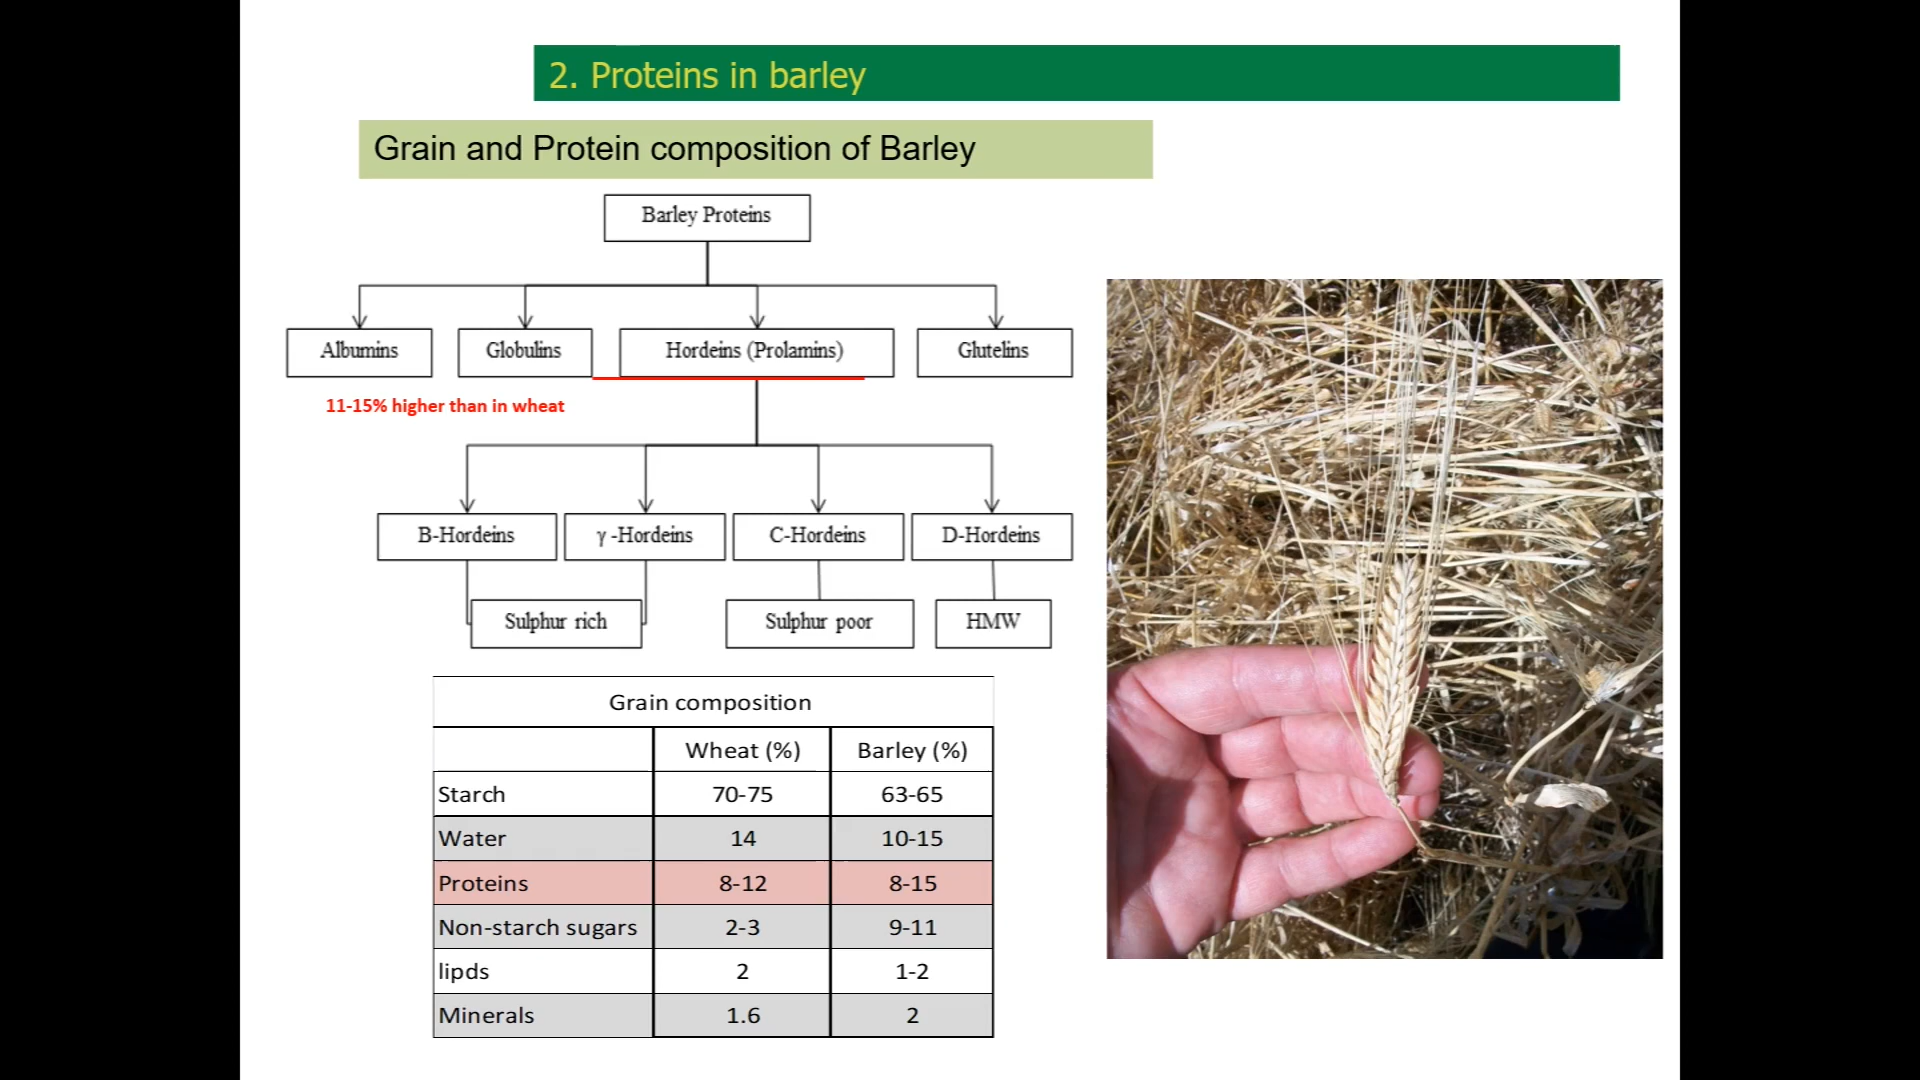 2. Proteins in barley
Grain and Protein composition of Barley
Barley Proteins
Albumins
Globulins
Hordeins (Prolamins)
Glutelins
11-15% higher than in wheat
B-Hordeins
γ -Hordeins
C-Hordeins
D-Hordeins
Sulphur rich
Sulphur poor
HMW
Grain composition
Wheat (%) Barley (%)
Starch 70-75 63-65
Water 14 10-15
Proteins 8-12 8-15
Non-starch sugars 2-3 9-11
lipds 2 1-2
Minerals 1.6 2